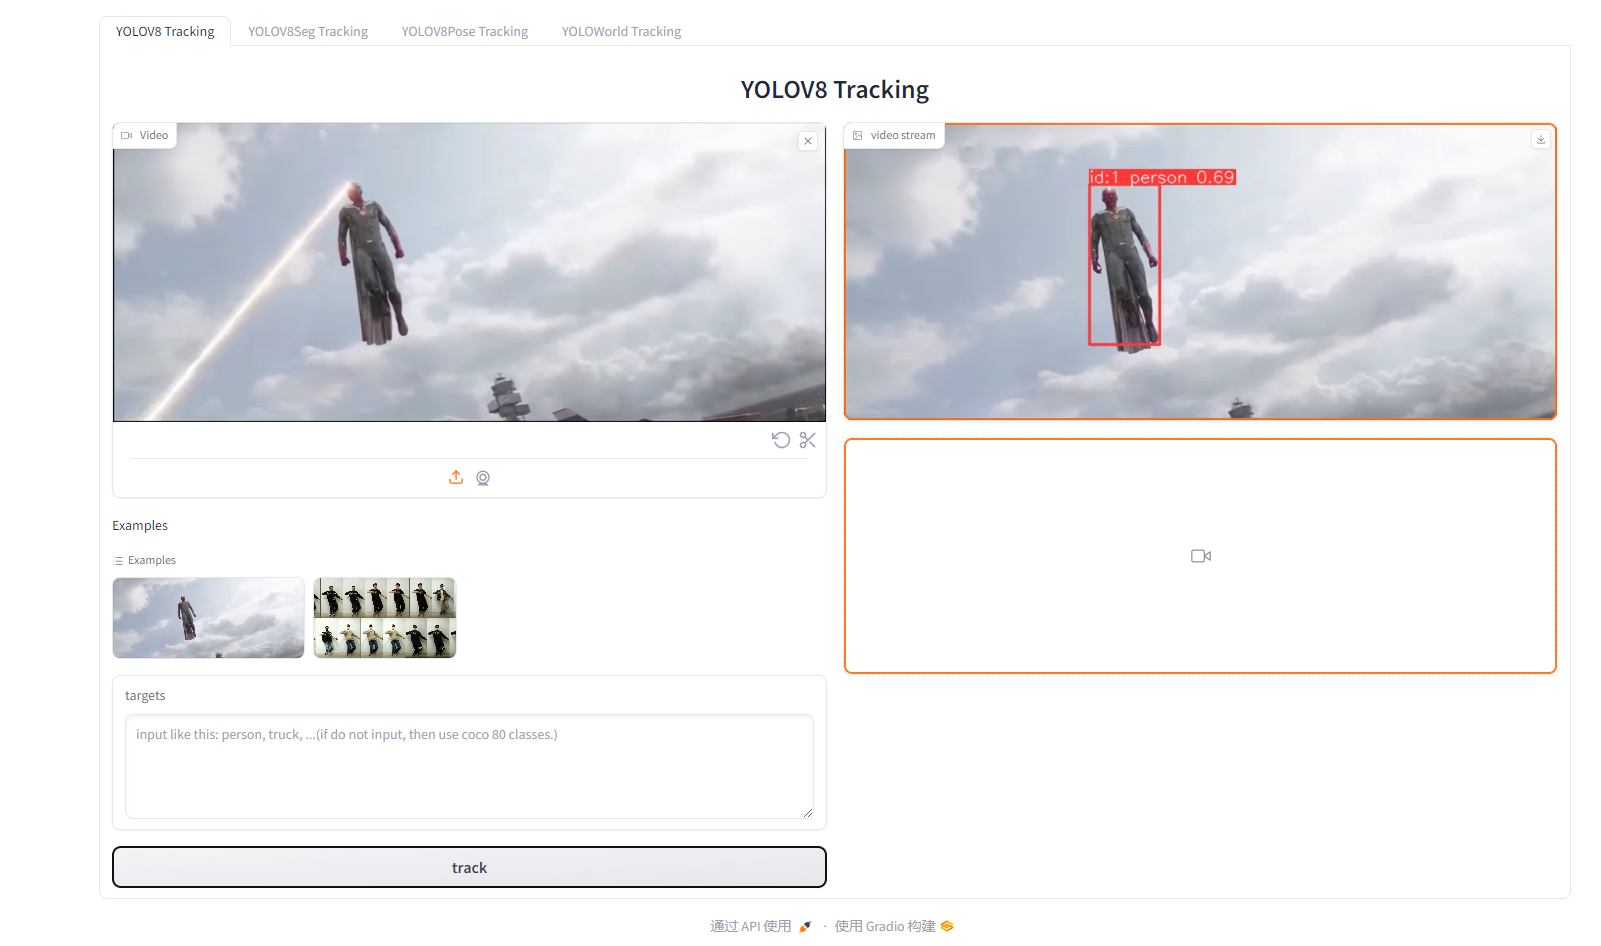 YOLOV8 Tracking
YOLOV8Seg Tracking
YOLOV8Pose Tracking
YOLOWorld Tracking
YOLOV8 Tracking
Video
video stream
id:1 person 0.69
Examples
Examples
targets
input like this: person, truck, ...(if do not input, then use coco 80 classes.)
track
通过 API 使用 · 使用 Gradio 构建